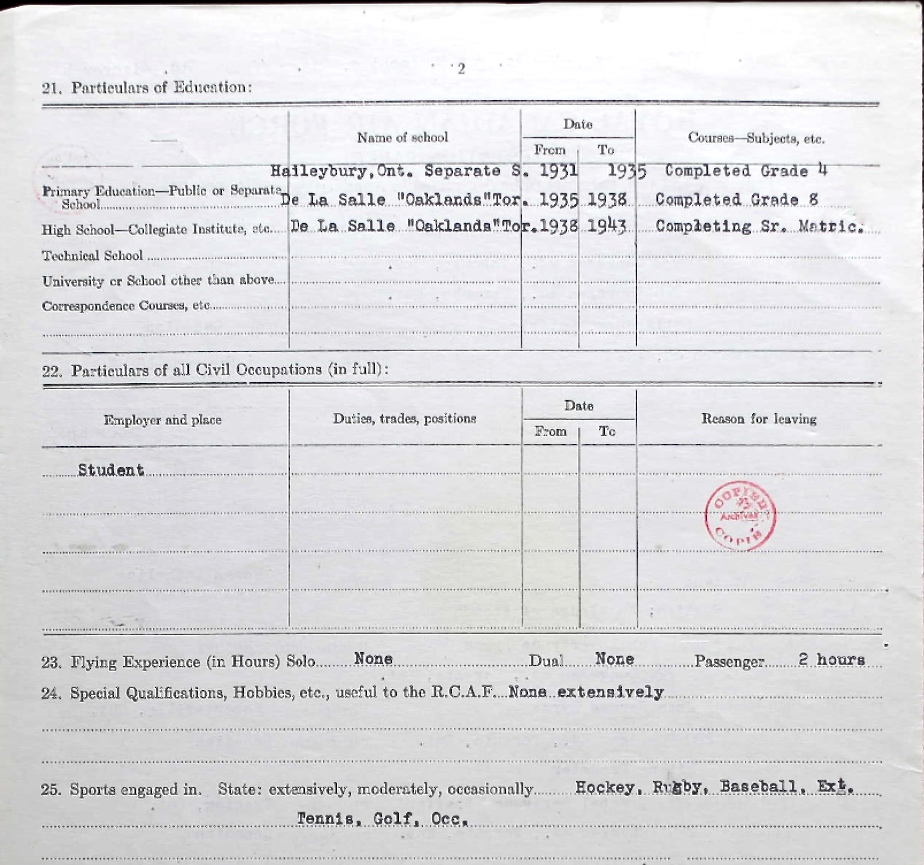 2
21. Particulars of Education:
Name of school Date Courses—Subjects, etc.
From To
Haileybury,Ont. Separate S. 1931 1935 Completed Grade 4
Primary Education—Public or Separate
School De La Salle "Oaklands"Tor. 1935 1938 Completed Grade 8
High School—Collegiate Institute, etc. De La Salle "Oaklands"Tor. 1938 1943 Completing Sr. Matric.
Technical School
University or School other than above
Correspondence Courses, etc.
22. Particulars of all Civil Occupations (in full):
Employer and place Duties, trades, positions Date Reason for leaving
From To
Student
COPIED
Archives
COPIE
23. Flying Experience (in Hours) Solo None Dual None Passenger 2 hours
24. Special Qualifications, Hobbies, etc., useful to the R.C.A.F. None extensively
25. Sports engaged in. State: extensively, moderately, occasionally Hockey, Rugby, Baseball, Ext.
Tennis, Golf, Occ.